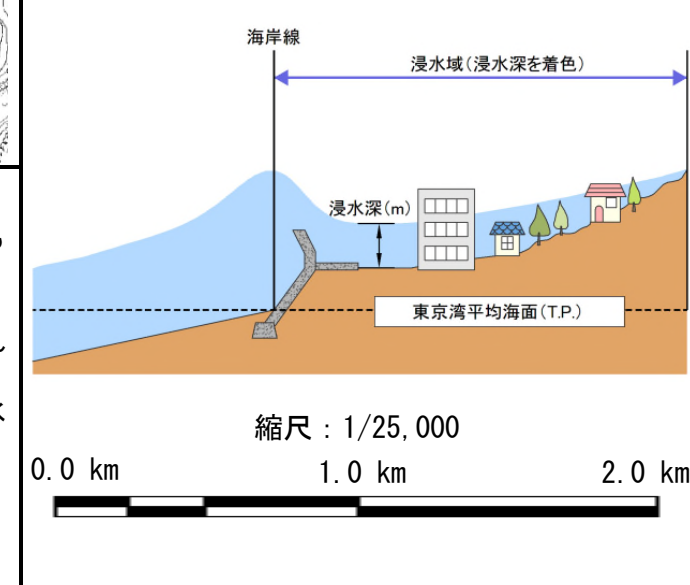 海岸線
浸水域(浸水深を着色)
浸水深(m)
東京湾平均海面(T.P.)
縮尺：1/25,000
0.0 km 1.0 km 2.0 km